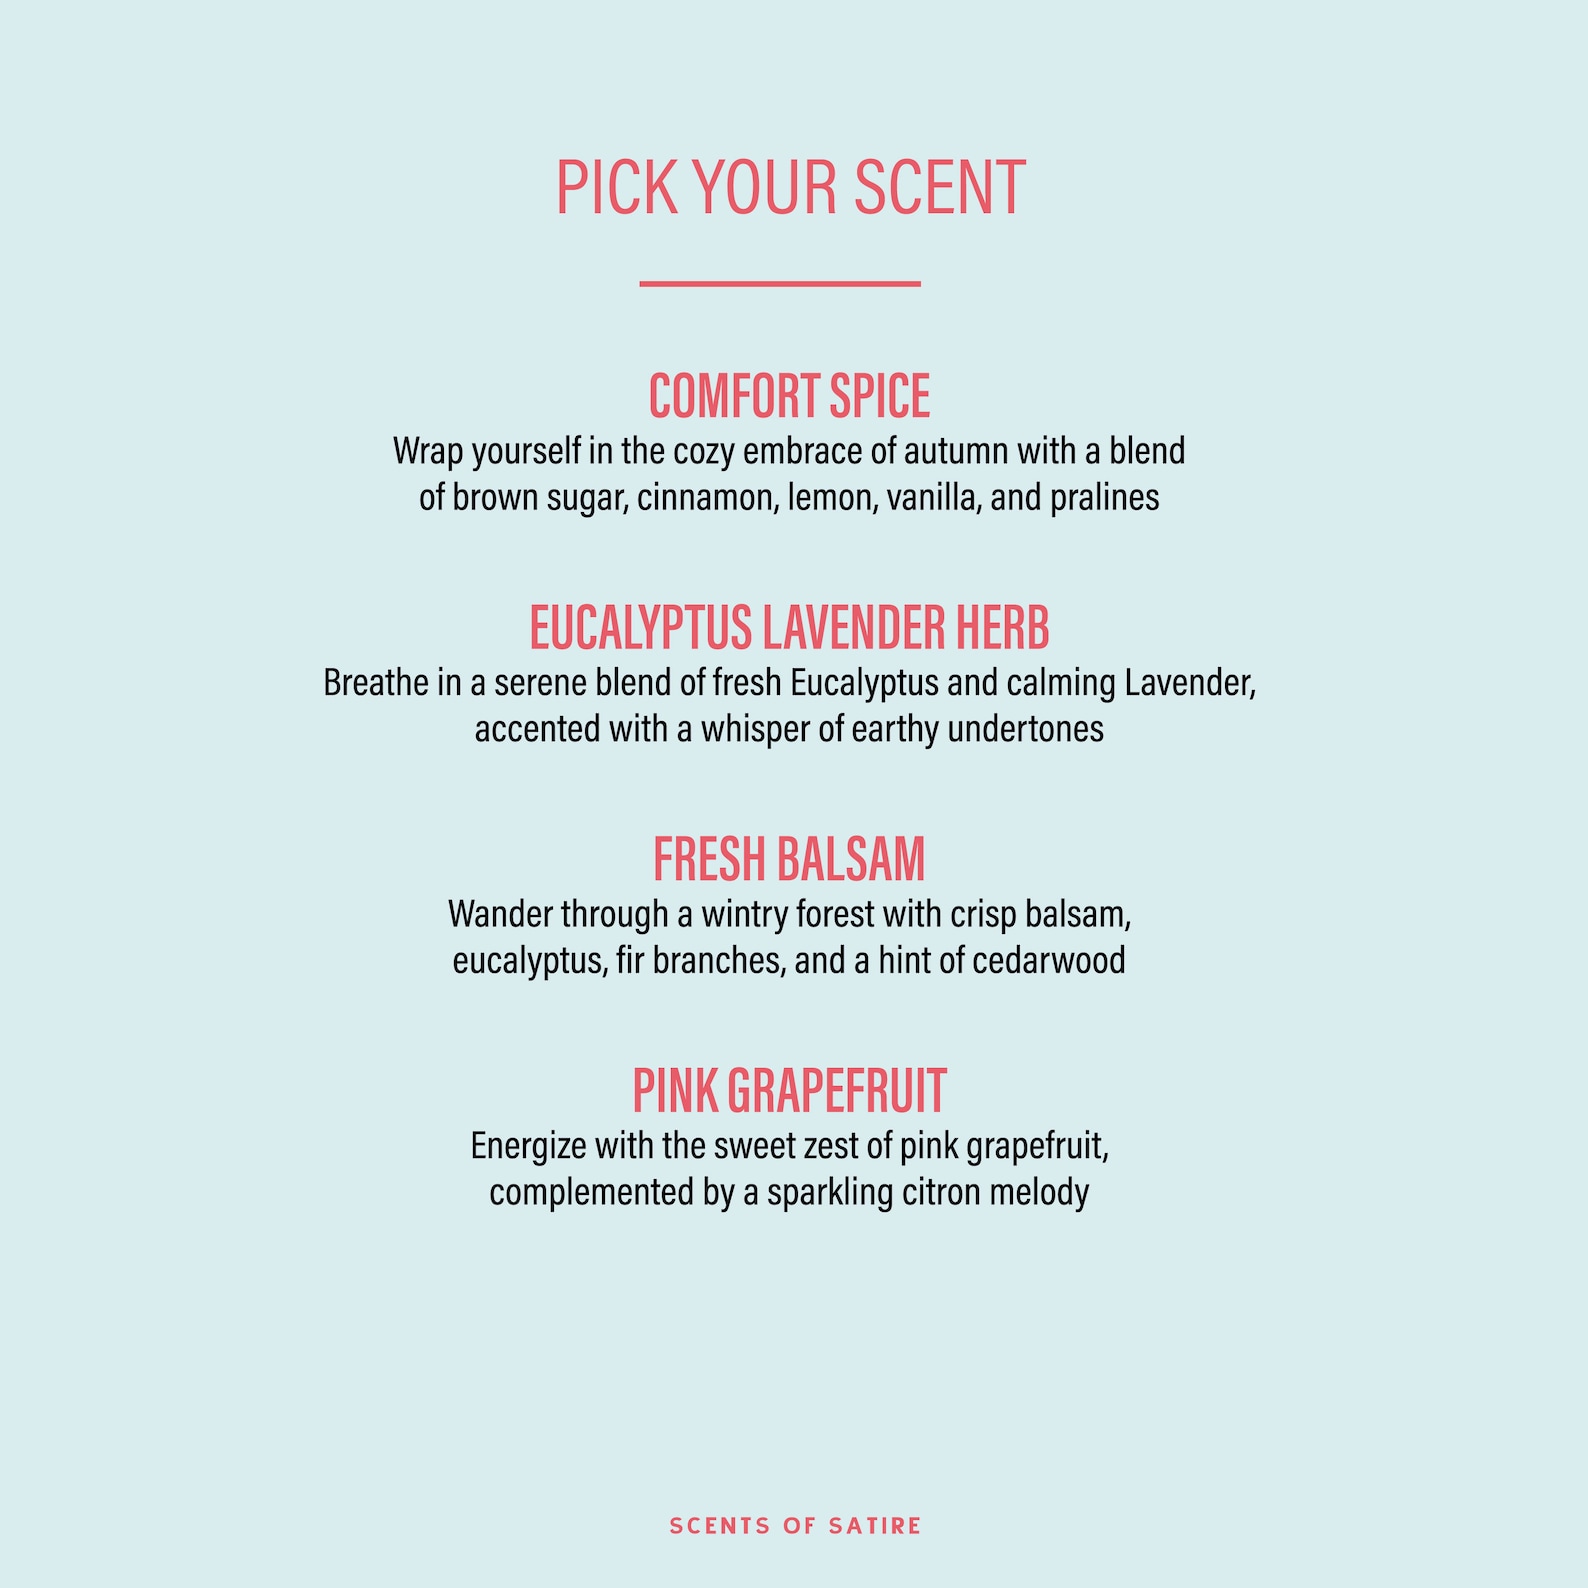 PICK YOUR SCENT
COMFORT SPICE
Wrap yourself in the cozy embrace of autumn with a blend
of brown sugar, cinnamon, lemon, vanilla, and pralines
EUCALYPTUS LAVENDER HERB
Breathe in a serene blend of fresh Eucalyptus and calming Lavender,
accented with a whisper of earthy undertones
FRESH BALSAM
Wander through a wintry forest with crisp balsam,
eucalyptus, fir branches, and a hint of cedarwood
PINK GRAPEFRUIT
Energize with the sweet zest of pink grapefruit,
complemented by a sparkling citron melody
SCENTS OF SATIRE